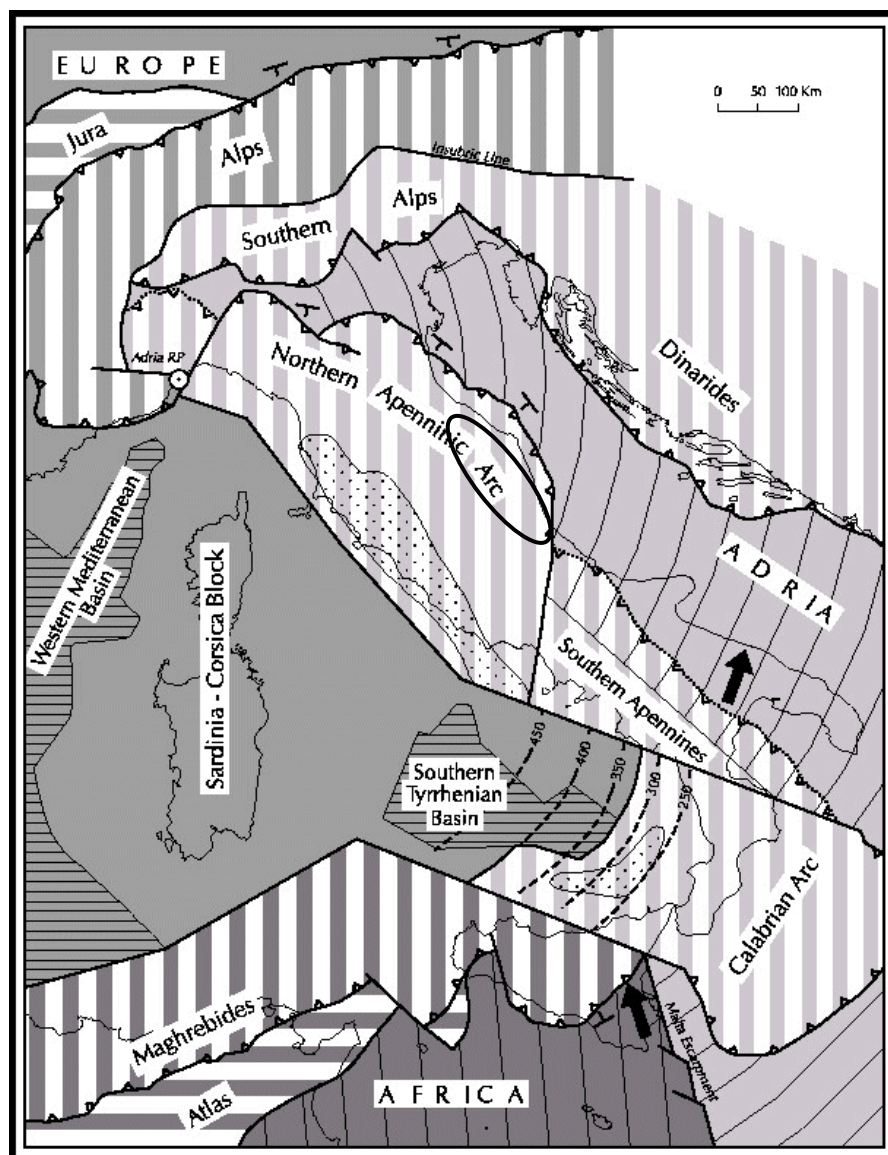 EUROPE
0 50 100 Km
Jura
Alps
Insubric Line
Alps
Southern
Adria RP
Northern Apenninic Arc
Dinarides
Western Mediterranean
Basin
Sardinia - Corsica Block
ADRIA
Southern Apennines
450
400
350
300
250
Southern
Tyrrhenian
Basin
Calabrian Arc
Maghrebides
Malta Escarpment
Atlas
AFRICA